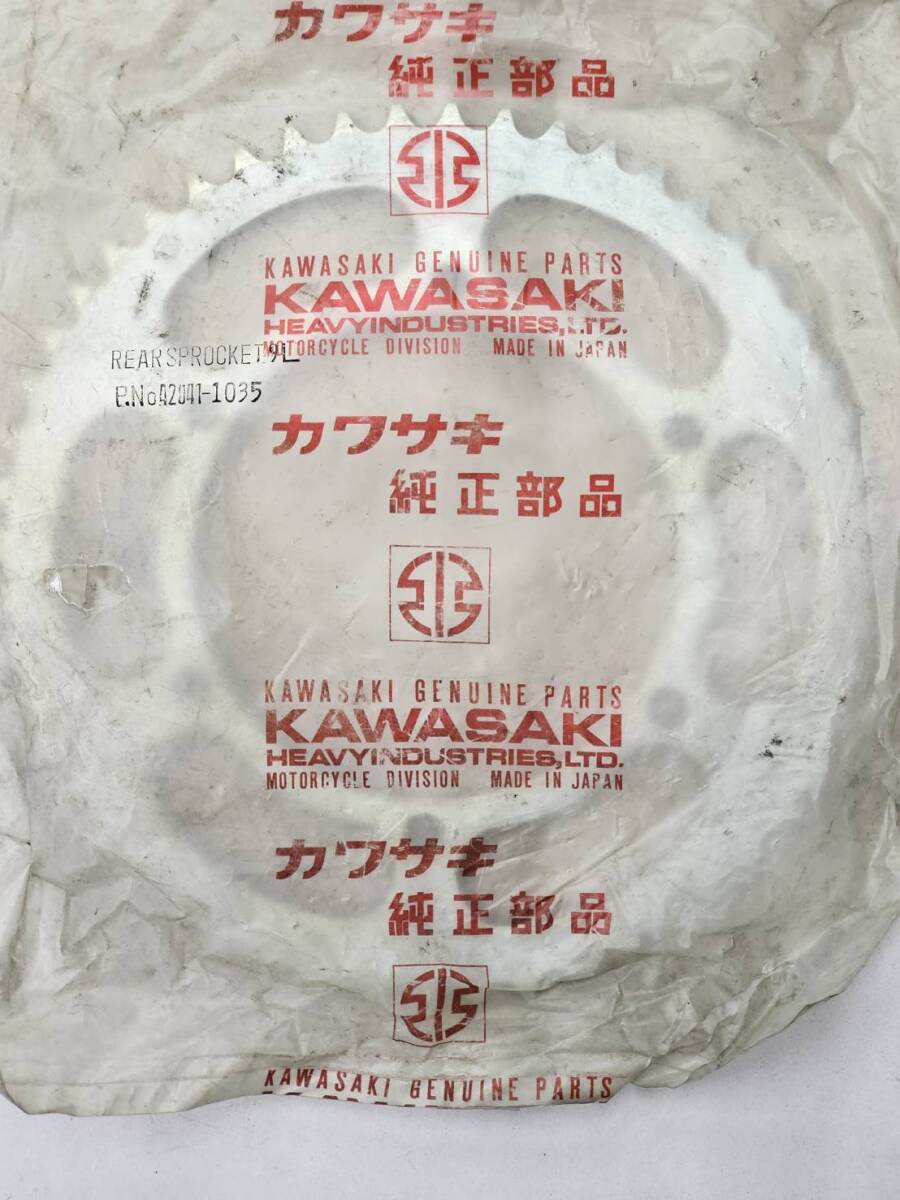 カワサキ
純正部品
KAWASAKI GENUINE PARTS
KAWASAKI
HEAVYINDUSTRIES,LTD.
MOTORCYCLE DIVISION MADE IN JAPAN
REARSPROCKET
P.No42041-1035
カワサキ
純正部品
KAWASAKI GENUINE PARTS
KAWASAKI
HEAVYINDUSTRIES,LTD.
MOTORCYCLE DIVISION MADE IN JAPAN
カワサキ
純正部品
KAWASAKI GENUINE PARTS